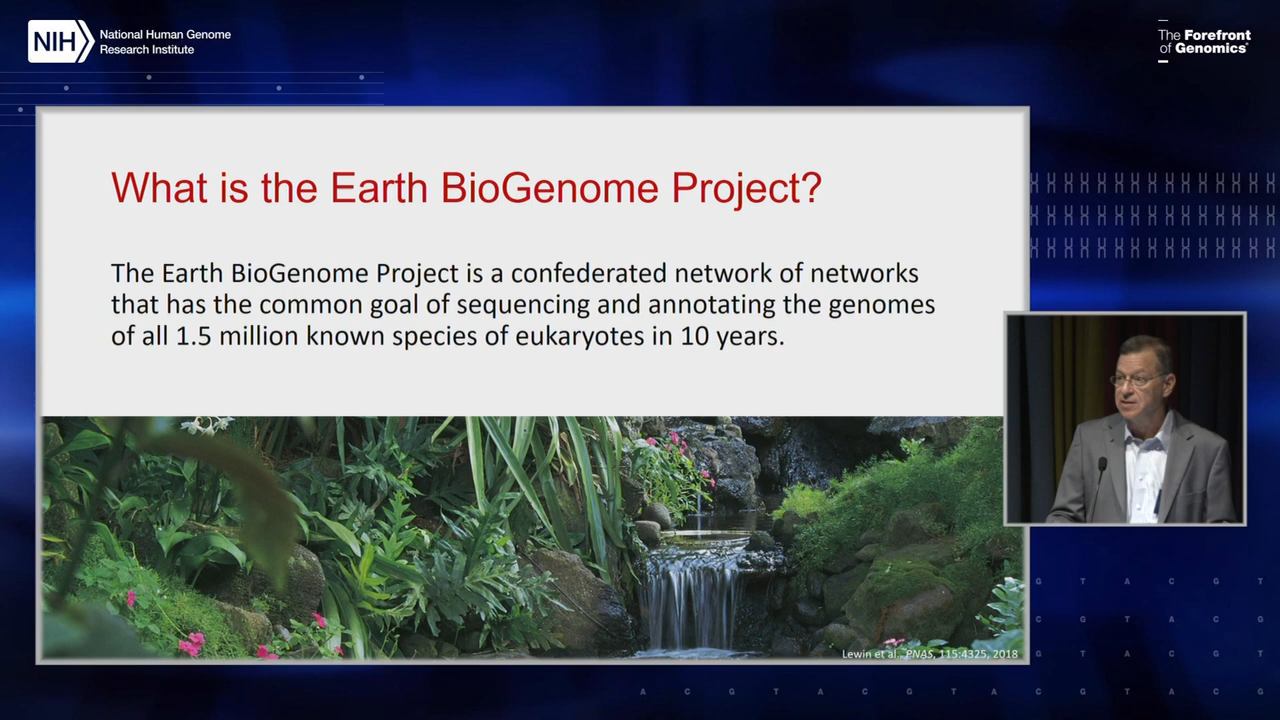 NIH
National Human Genome
Research Institute
The Forefront
of Genomics®
What is the Earth BioGenome Project?
The Earth BioGenome Project is a confederated network of networks
that has the common goal of sequencing and annotating the genomes
of all 1.5 million known species of eukaryotes in 10 years.
Lewin et al., PNAS, 115:4325, 2018
G T A C G T
C G T A C G
G T A C G T
A C G T A C G T A C G T A C G